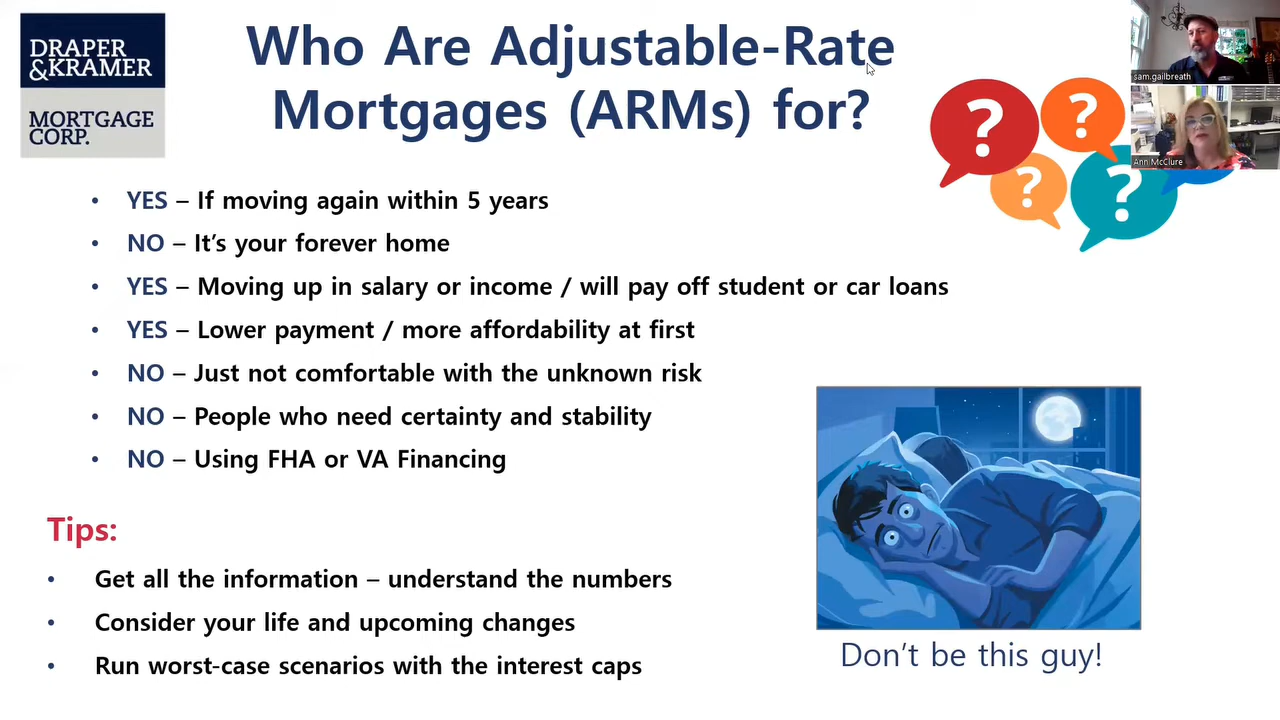 DRAPER
&KRAMER
MORTGAGE
CORP.
Who Are Adjustable-Rate
Mortgages (ARMs) for?
sam.gailbreath
Ann McClure
? ? ? ?
• YES – If moving again within 5 years
• NO – It’s your forever home
• YES – Moving up in salary or income / will pay off student or car loans
• YES – Lower payment / more affordability at first
• NO – Just not comfortable with the unknown risk
• NO – People who need certainty and stability
• NO – Using FHA or VA Financing
Tips:
• Get all the information – understand the numbers
• Consider your life and upcoming changes
• Run worst-case scenarios with the interest caps
Don’t be this guy!